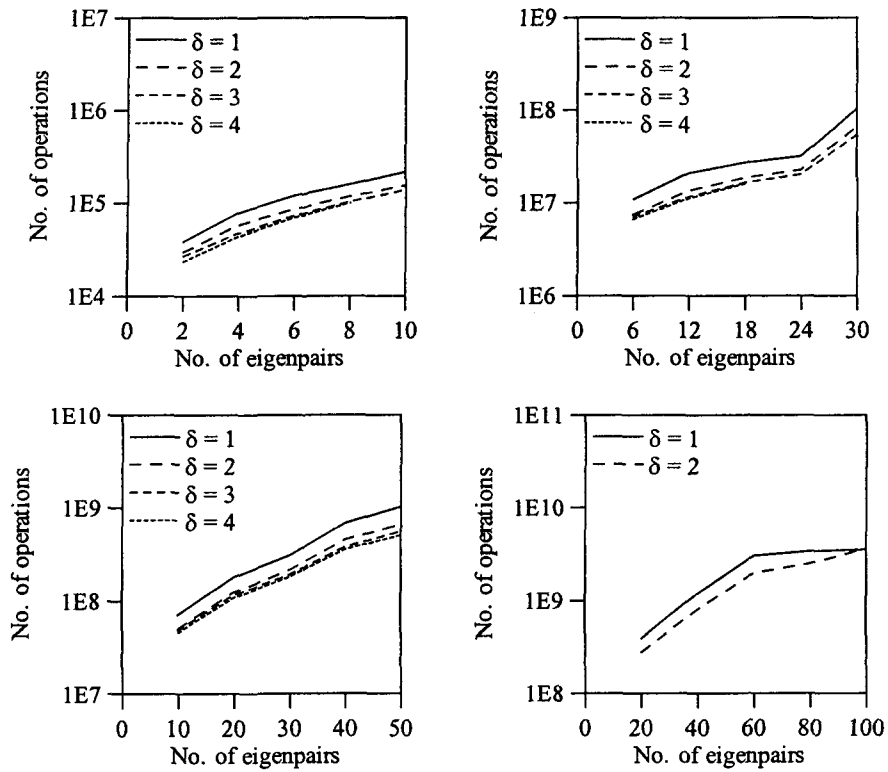 1E7
1E6
1E5
1E4
No. of operations
δ = 1
δ = 2
δ = 3
δ = 4
0 2 4 6 8 10
No. of eigenpairs
1E9
1E8
1E7
1E6
No. of operations
δ = 1
δ = 2
δ = 3
δ = 4
0 6 12 18 24 30
No. of eigenpairs
1E10
1E9
1E8
1E7
No. of operations
δ = 1
δ = 2
δ = 3
δ = 4
0 10 20 30 40 50
No. of eigenpairs
1E11
1E10
1E9
1E8
No. of operations
δ = 1
δ = 2
0 20 40 60 80 100
No. of eigenpairs